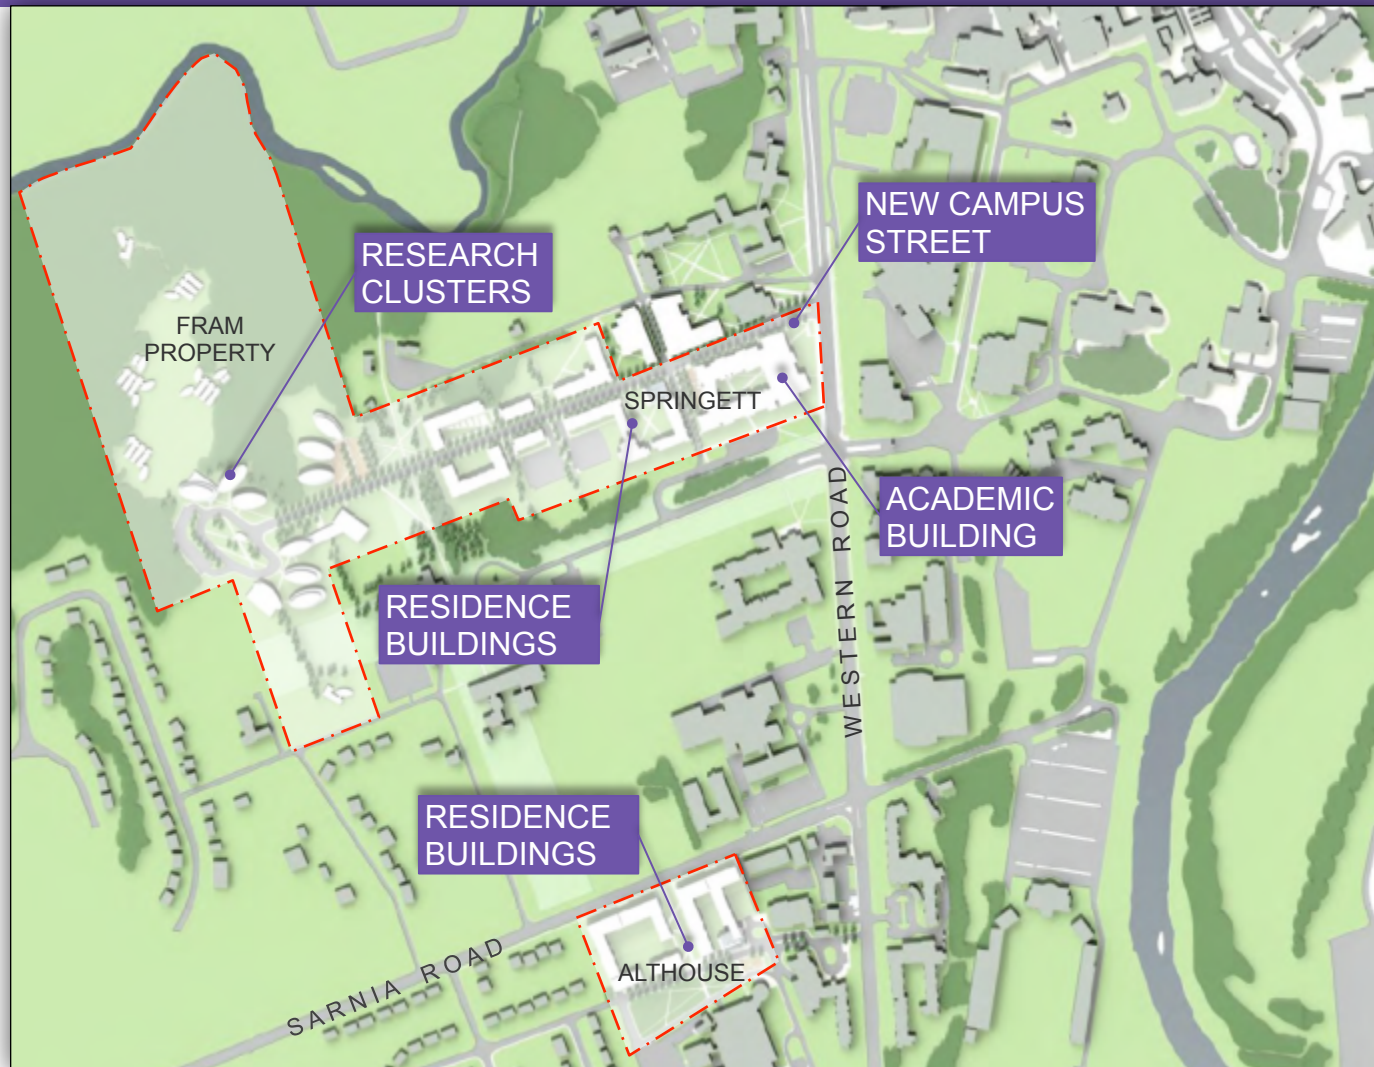 NEW CAMPUS
STREET
RESEARCH
CLUSTERS
FRAM
PROPERTY
SPRINGETT
ACADEMIC
BUILDING
WESTERN ROAD
RESIDENCE
BUILDINGS
RESIDENCE
BUILDINGS
ALTHOUSE
SARNIA ROAD